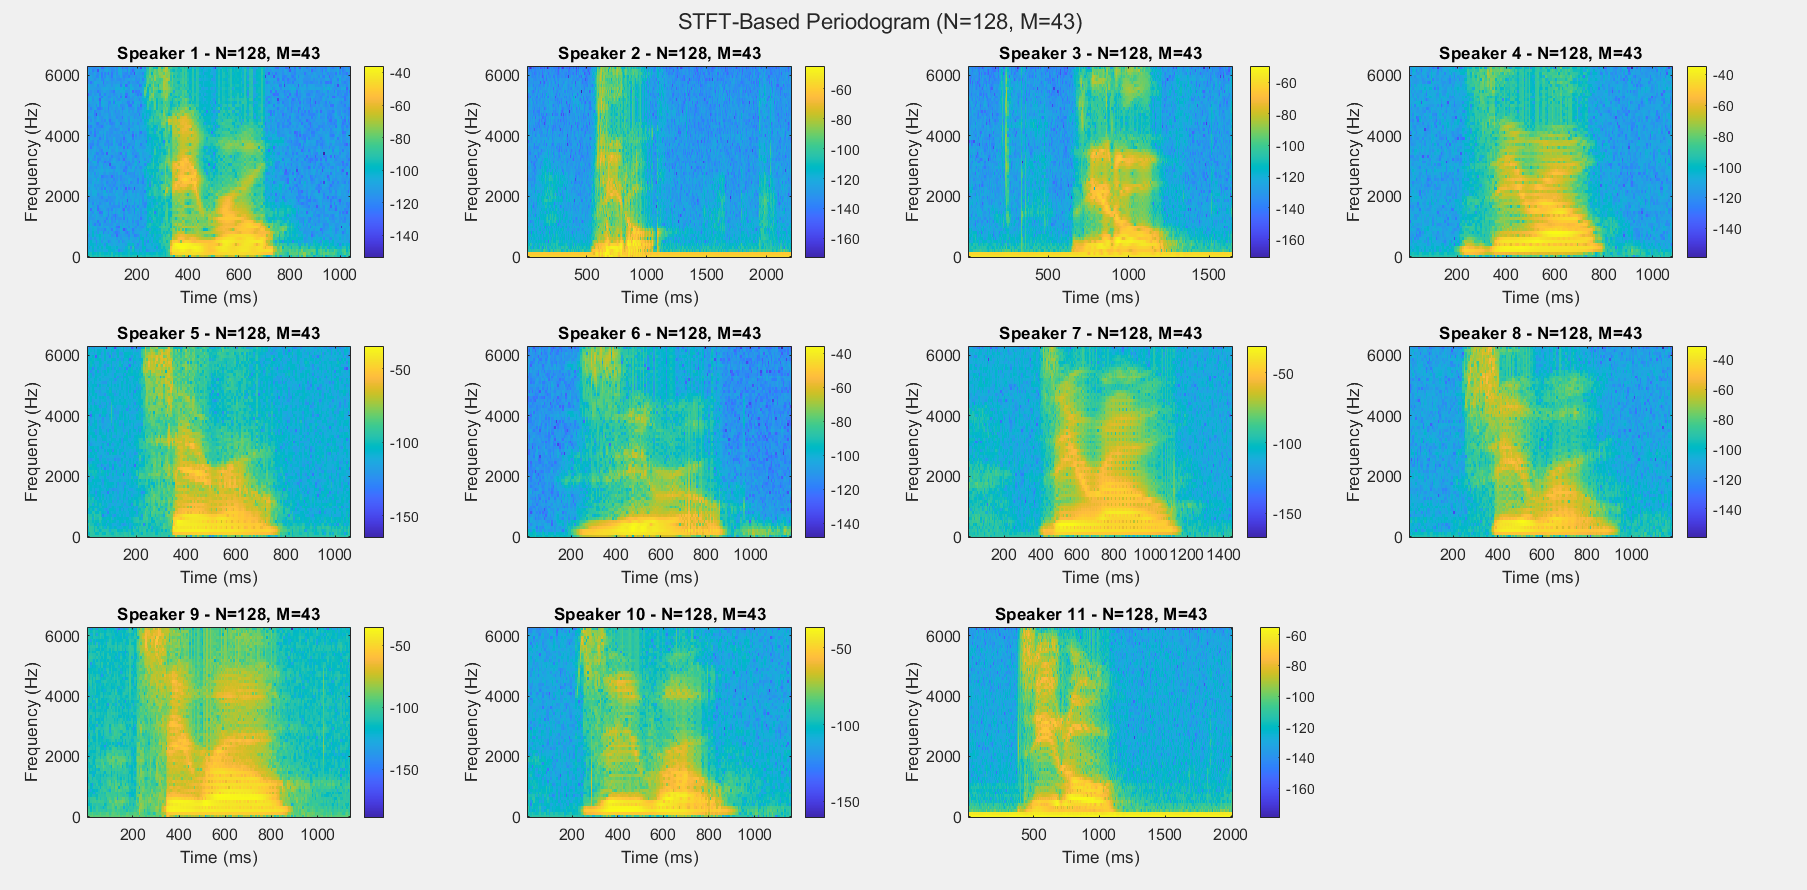 STFT-Based Periodogram (N=128, M=43)
Speaker 1 - N=128, M=43
6000
4000
2000
0
Frequency (Hz)
200 400 600 800 1000
Time (ms)
-40
-60
-80
-100
-120
-140
Speaker 2 - N=128, M=43
6000
4000
2000
0
Frequency (Hz)
500 1000 1500 2000
Time (ms)
-60
-80
-100
-120
-140
-160
Speaker 3 - N=128, M=43
6000
4000
2000
0
Frequency (Hz)
500 1000 1500
Time (ms)
-60
-80
-100
-120
-140
-160
Speaker 4 - N=128, M=43
6000
4000
2000
0
Frequency (Hz)
200 400 600 800 1000
Time (ms)
-40
-60
-80
-100
-120
-140
Speaker 5 - N=128, M=43
6000
4000
2000
0
Frequency (Hz)
200 400 600 800 1000
Time (ms)
-50
-100
-150
Speaker 6 - N=128, M=43
6000
4000
2000
0
Frequency (Hz)
200 400 600 800 1000
Time (ms)
-40
-60
-80
-100
-120
-140
Speaker 7 - N=128, M=43
6000
4000
2000
0
Frequency (Hz)
200 400 600 800 1000 1200 1400
Time (ms)
-50
-100
-150
Speaker 8 - N=128, M=43
6000
4000
2000
0
Frequency (Hz)
200 400 600 800 1000
Time (ms)
-40
-60
-80
-100
-120
-140
Speaker 9 - N=128, M=43
6000
4000
2000
0
Frequency (Hz)
200 400 600 800 1000
Time (ms)
-50
-100
-150
Speaker 10 - N=128, M=43
6000
4000
2000
0
Frequency (Hz)
200 400 600 800 1000
Time (ms)
-50
-100
-150
Speaker 11 - N=128, M=43
6000
4000
2000
0
Frequency (Hz)
500 1000 1500 2000
Time (ms)
-60
-80
-100
-120
-140
-160